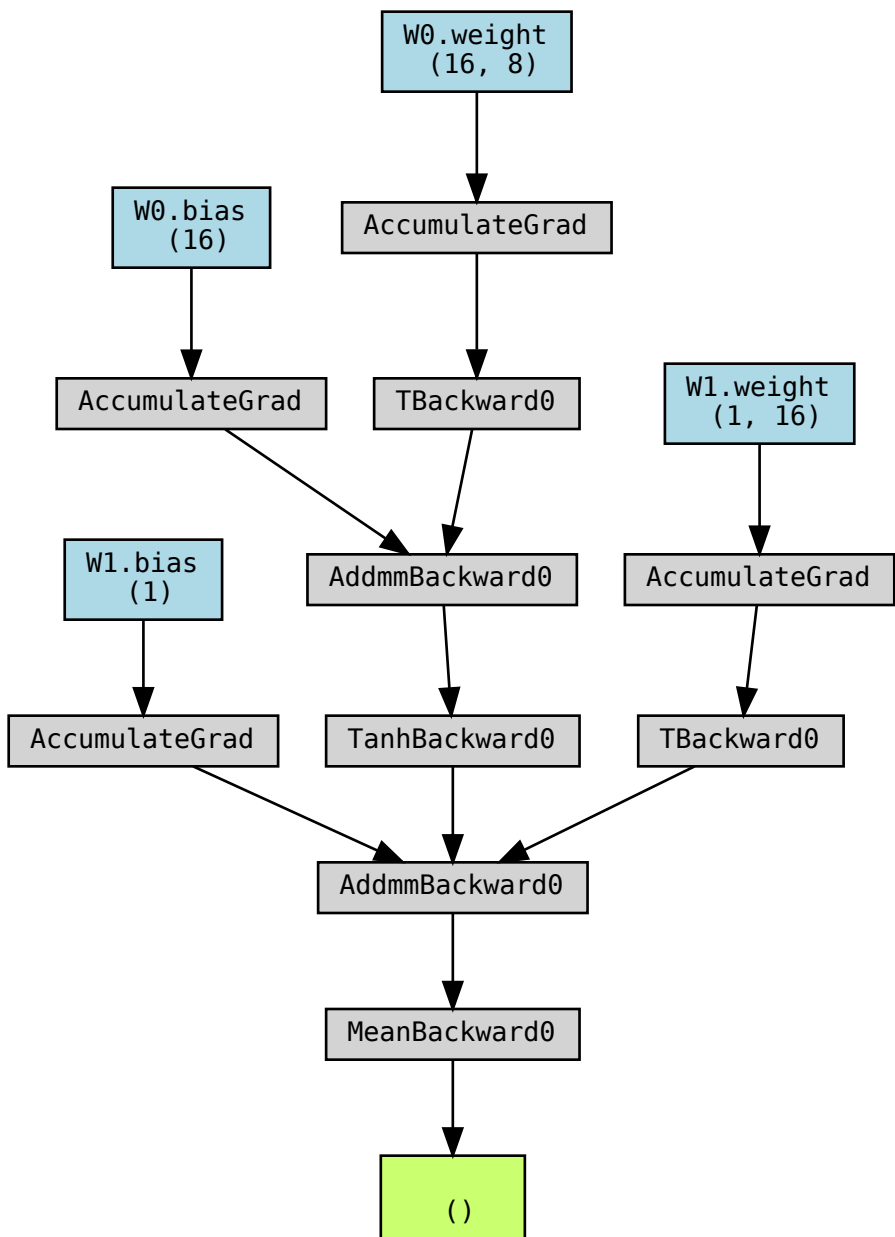 W0.weight
(16, 8)
W0.bias
(16)
AccumulateGrad
AccumulateGrad
TBackward0
W1.weight
(1, 16)
W1.bias
(1)
AddmmBackward0
AccumulateGrad
AccumulateGrad
TanhBackward0
TBackward0
AddmmBackward0
MeanBackward0
()